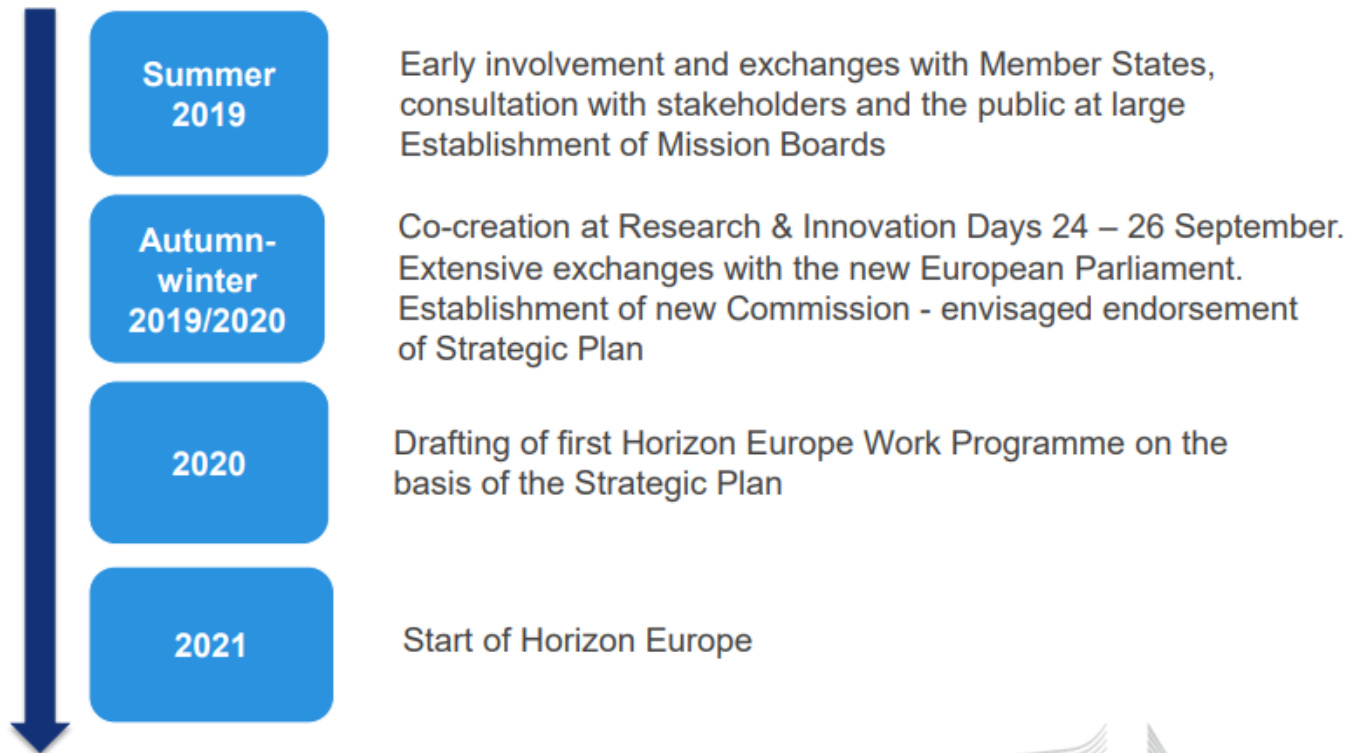 Summer
2019
Early involvement and exchanges with Member States,
consultation with stakeholders and the public at large
Establishment of Mission Boards
Autumn-
winter
2019/2020
Co-creation at Research & Innovation Days 24 – 26 September.
Extensive exchanges with the new European Parliament.
Establishment of new Commission - envisaged endorsement
of Strategic Plan
2020
Drafting of first Horizon Europe Work Programme on the
basis of the Strategic Plan
2021
Start of Horizon Europe